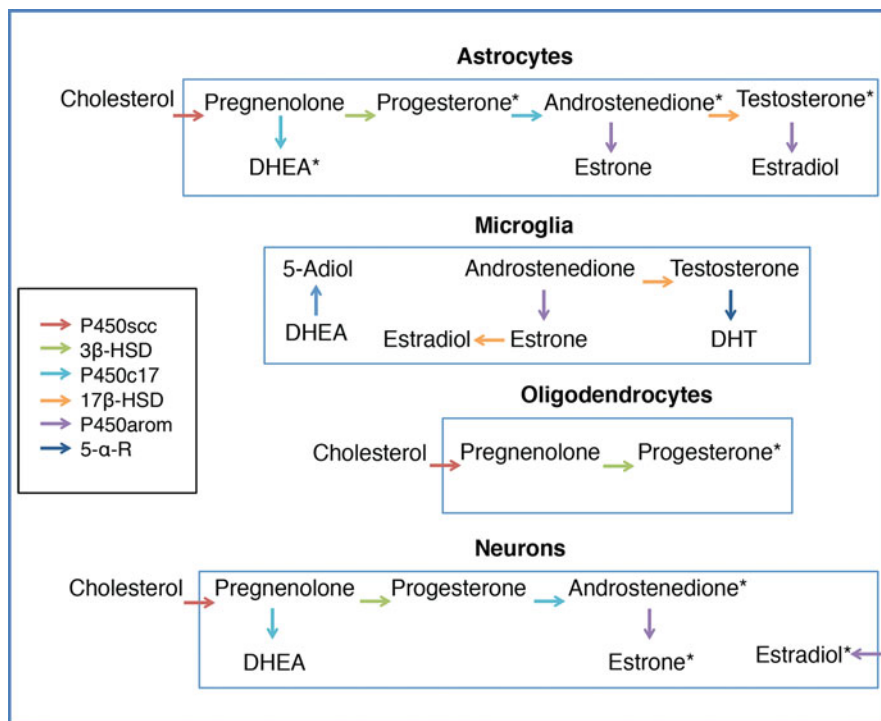 Astrocytes
Cholesterol Pregnenolone Progesterone* Androstenedione* Testosterone*
DHEA* Estrone Estradiol
Microglia
5-Adiol Androstenedione Testosterone
DHEA Estradiol Estrone DHT
P450scc
3β-HSD
P450c17
17β-HSD
P450arom
5-α-R
Oligodendrocytes
Cholesterol Pregnenolone Progesterone*
Neurons
Cholesterol Pregnenolone Progesterone Androstenedione*
DHEA Estrone* Estradiol*